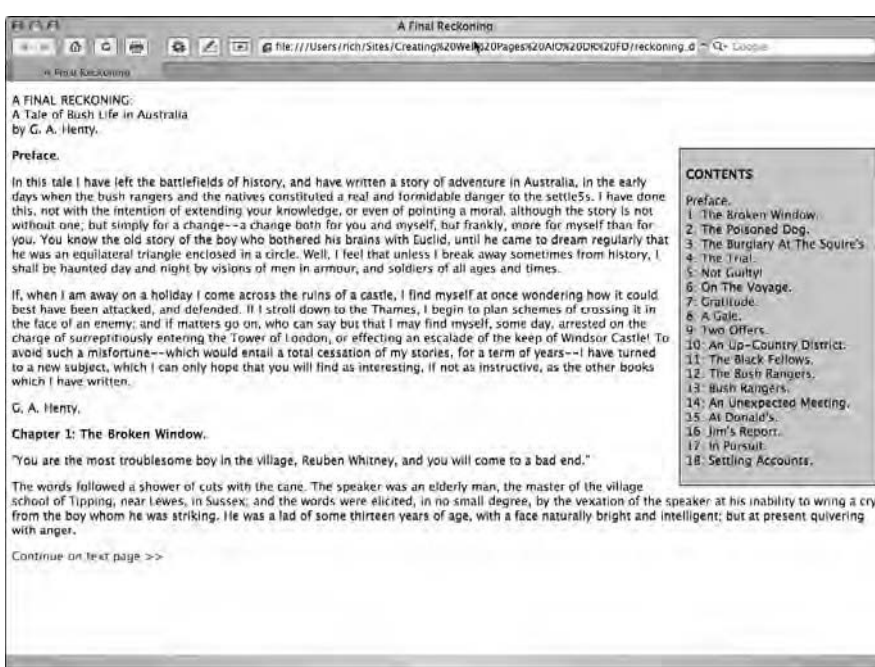 A Final Reckoning
file:///Users/rich/Sites/Creating%20Web%20Pages%20AIO%20DR%20FD/reckoning_d
Google
A Final Reckoning
A FINAL RECKONING:
A Tale of Bush Life in Australia
by G. A. Henty.
Preface.
In this tale I have left the battlefields of history, and have written a story of adventure in Australia, in the early
days when the bush rangers and the natives constituted a real and formidable danger to the settle5s. I have done
this, not with the intention of extending your knowledge, or even of pointing a moral, although the story is not
without one; but simply for a change--a change both for you and myself, but frankly, more for myself than for
you. You know the old story of the boy who bothered his brains with Euclid, until he came to dream regularly that
he was an equilateral triangle enclosed in a circle. Well, I feel that unless I break away sometimes from history, I
shall be haunted day and night by visions of men in armour, and soldiers of all ages and times.
If, when I am away on a holiday I come across the ruins of a castle, I find myself at once wondering how it could
best have been attacked, and defended. If I stroll down to the Thames, I begin to plan schemes of crossing it in
the face of an enemy; and if matters go on, who can say but that I may find myself, some day, arrested on the
charge of surreptitiously entering the Tower of London, or effecting an escalade of the keep of Windsor Castle! To
avoid such a misfortune--which would entail a total cessation of my stories, for a term of years--I have turned
to a new subject, which I can only hope that you will find as interesting, if not as instructive, as the other books
which I have written.
G. A. Henty.
Chapter 1: The Broken Window.
"You are the most troublesome boy in the village, Reuben Whitney, and you will come to a bad end."
The words followed a shower of cuts with the cane. The speaker was an elderly man, the master of the village
school of Tipping, near Lewes, in Sussex; and the words were elicited, in no small degree, by the vexation of the speaker at his inability to wring a cry
from the boy whom he was striking. He was a lad of some thirteen years of age, with a face naturally bright and intelligent; but at present quivering
with anger.
Continue on text page >>
CONTENTS
Preface.
1: The Broken Window.
2: The Poisoned Dog.
3: The Burglary At The Squire's.
4: The Trial.
5: Not Guilty!
6: On The Voyage.
7: Gratitude.
8: A Gale.
9: Two Offers.
10: An Up-Country District.
11: The Black Fellows.
12: The Bush Rangers.
13: Bush Rangers.
14: An Unexpected Meeting.
15: At Donald's.
16: Jim's Report.
17: In Pursuit.
18: Settling Accounts.